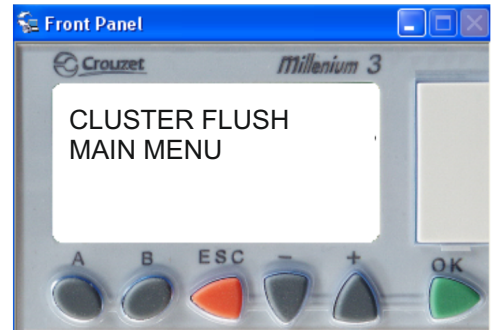 Front Panel
Crouzet
Millenium 3
CLUSTER FLUSH
MAIN MENU
A B ESC − + OK